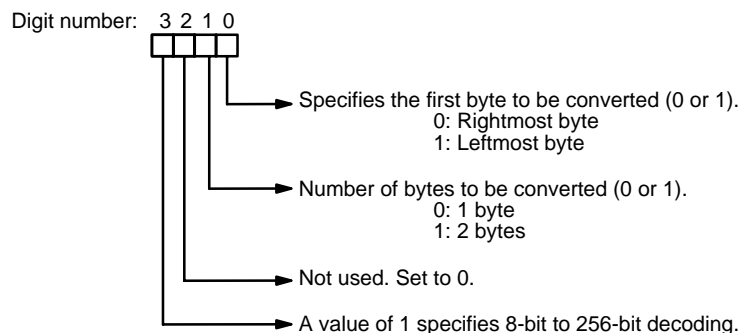 Digit number: 3 2 1 0
Specifies the first byte to be converted (0 or 1).
0: Rightmost byte
1: Leftmost byte
Number of bytes to be converted (0 or 1).
0: 1 byte
1: 2 bytes
Not used. Set to 0.
A value of 1 specifies 8-bit to 256-bit decoding.